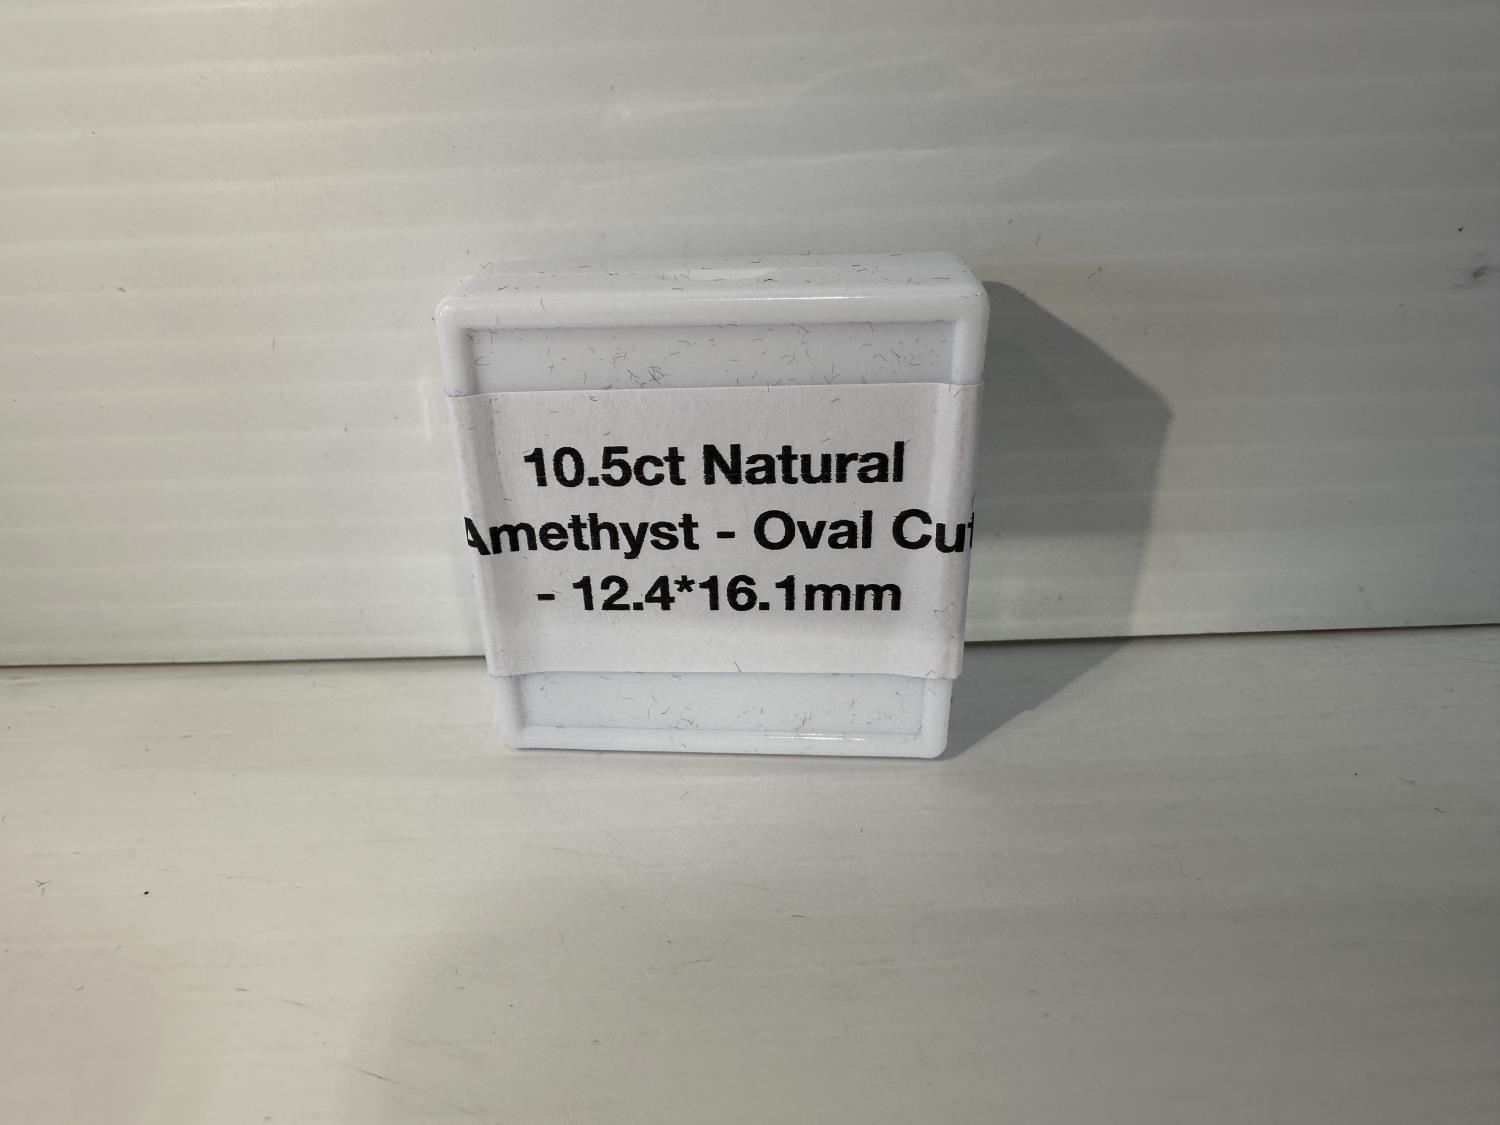 10.5ct Natural
Amethyst - Oval Cut
- 12.4*16.1mm